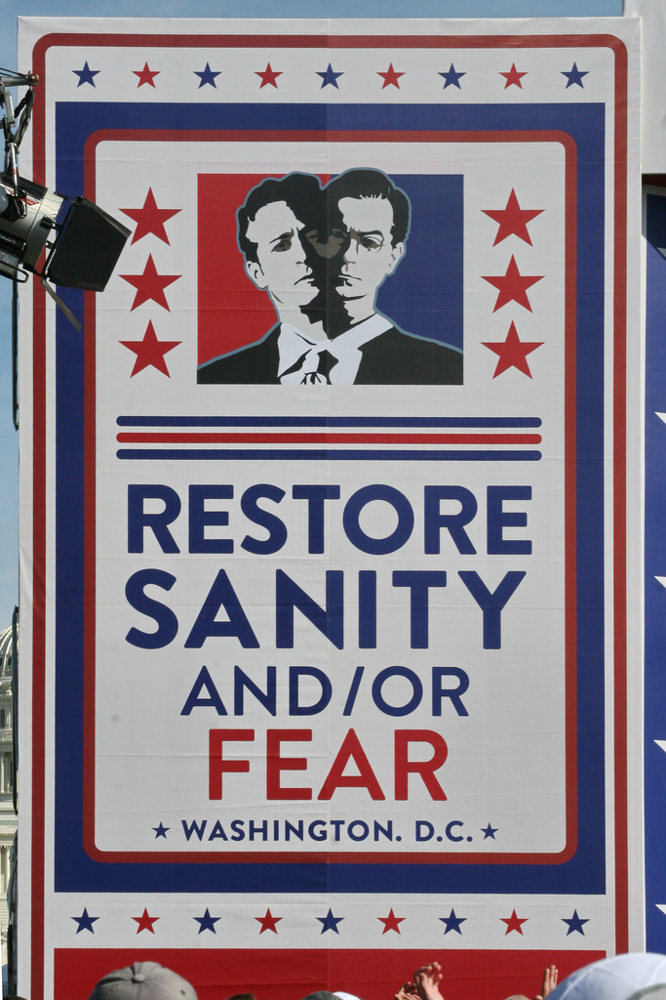 RESTORE
SANITY
AND/OR
FEAR
WASHINGTON. D.C.